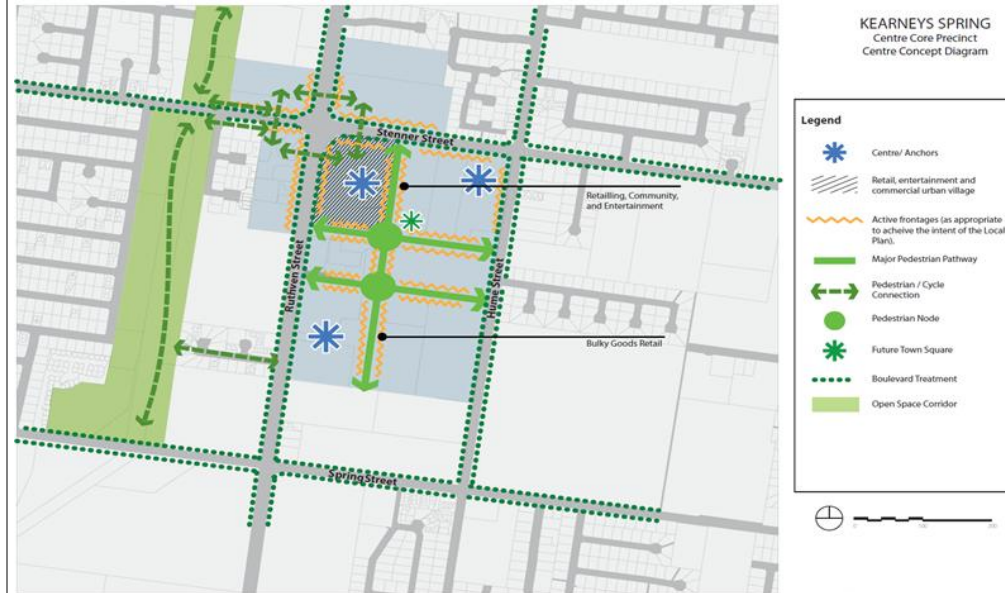 KEARNEYS SPRING
Centre Core Precinct
Centre Concept Diagram
Legend
Centre/ Anchors
Retail, entertainment and
commercial urban village
Active frontages (as appropriate
to acheive the intent of the Local
Plan).
Major Pedestrian Pathway
Pedestrian / Cycle
Connection
Pedestrian Node
Future Town Square
Boulevard Treatment
Open Space Corridor
Stenner Street
Retailling, Community,
and Entertainment
Ruthven Street
Hume Street
Bulky Goods Retail
Spring Street
0
100
200